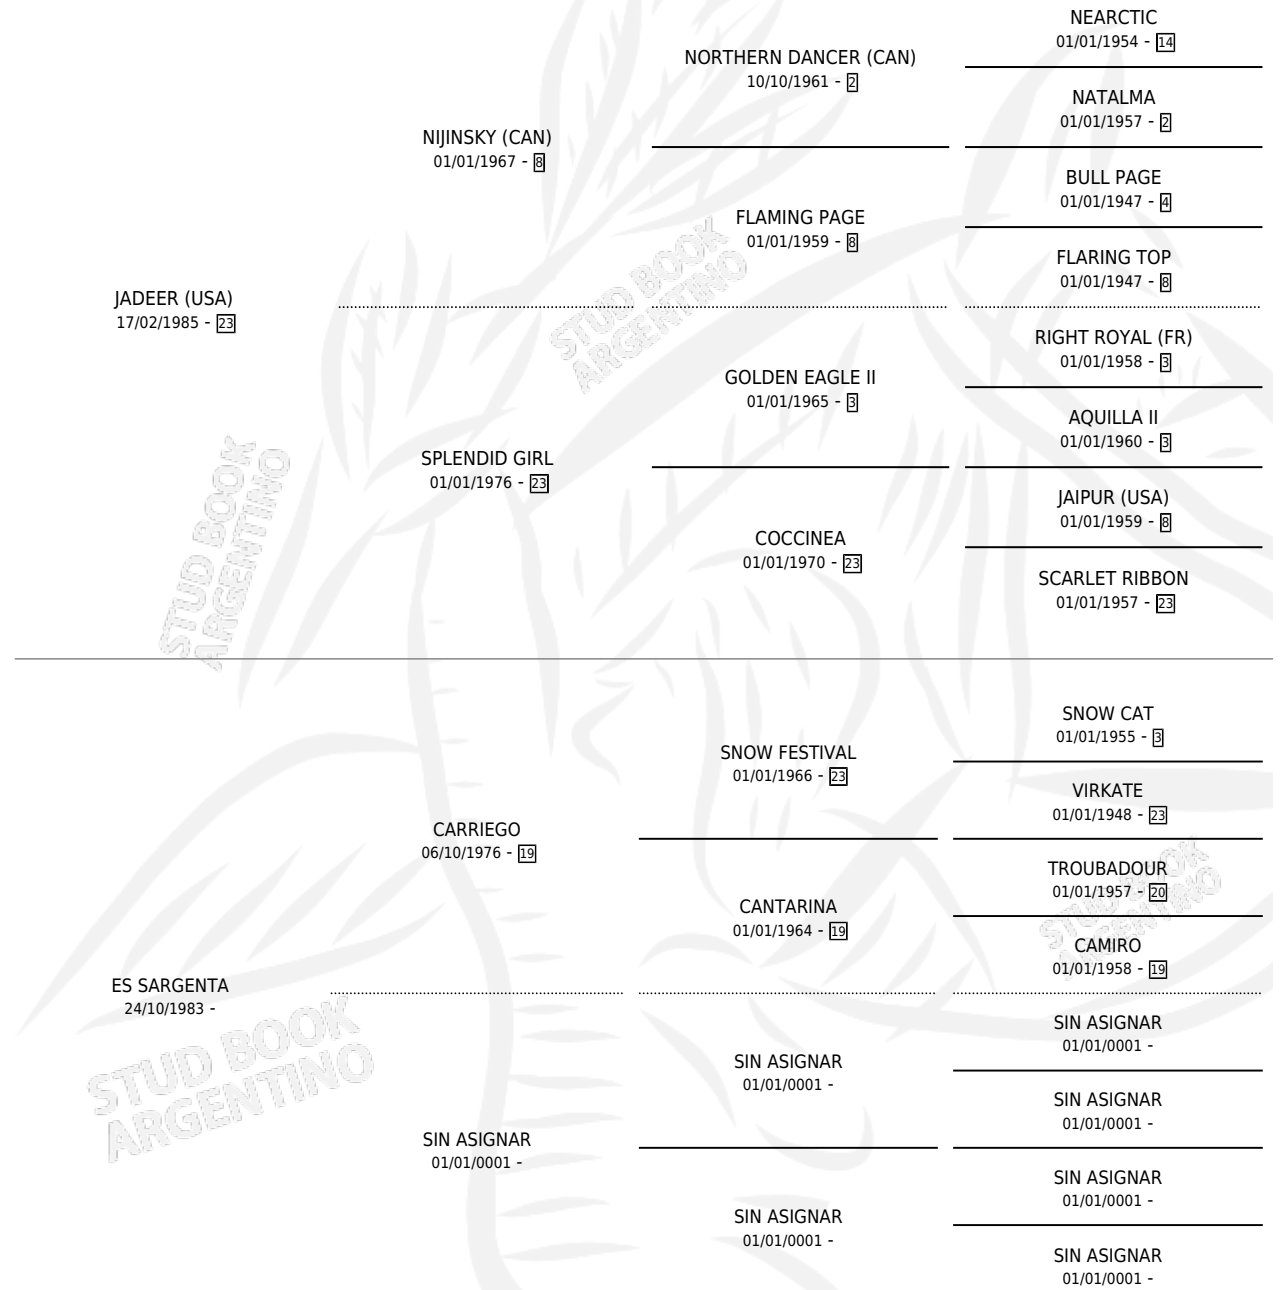 NEARCTIC
01/01/1954 - 14
NORTHERN DANCER (CAN)
10/10/1961 - 2
NATALMA
01/01/1957 - 2
NIJINSKY (CAN)
01/01/1967 - 8
BULL PAGE
01/01/1947 - 4
FLAMING PAGE
01/01/1959 - 8
FLARING TOP
01/01/1947 - 8
JADEER (USA)
17/02/1985 - 23
RIGHT ROYAL (FR)
01/01/1958 - 3
GOLDEN EAGLE II
01/01/1965 - 3
AQUILLA II
01/01/1960 - 3
SPLENDID GIRL
01/01/1976 - 23
JAIPUR (USA)
01/01/1959 - 8
COCCINEA
01/01/1970 - 23
SCARLET RIBBON
01/01/1957 - 23
SNOW CAT
01/01/1955 - 3
SNOW FESTIVAL
01/01/1966 - 23
VIRKATE
01/01/1948 - 23
CARRIEGO
06/10/1976 - 19
TROUBADOUR
01/01/1957 - 20
CANTARINA
01/01/1964 - 19
CAMIRO
01/01/1958 - 19
ES SARGENTA
24/10/1983 -
SIN ASIGNAR
01/01/0001 -
SIN ASIGNAR
01/01/0001 -
SIN ASIGNAR
01/01/0001 -
SIN ASIGNAR
01/01/0001 -
SIN ASIGNAR
01/01/0001 -
SIN ASIGNAR
01/01/0001 -
SIN ASIGNAR
01/01/0001 -
STUD BOOK
ARGENTINO
STUD BOOK
ARGENTINO
STUD BOOK
ARGENTINO
STUD BOOK
ARGENTINO